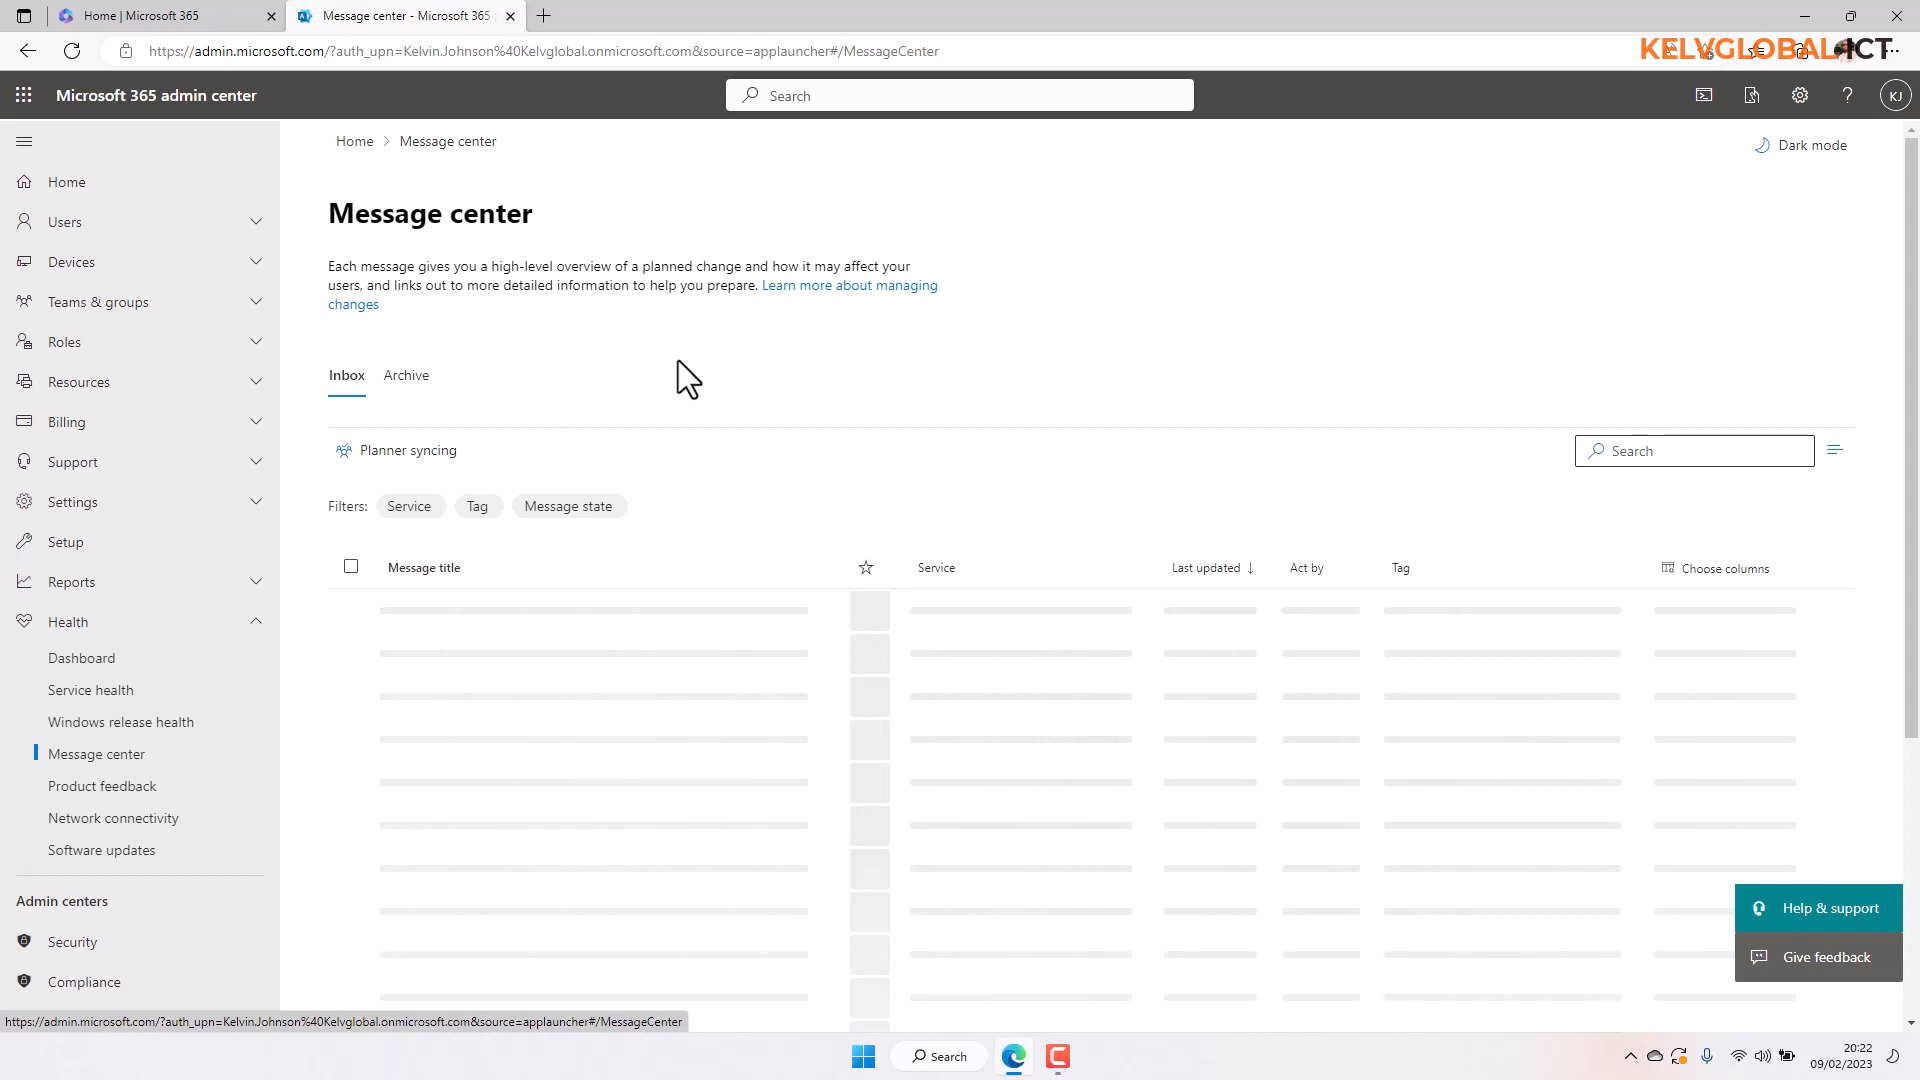 Home | Microsoft 365
Message center - Microsoft 365
https://admin.microsoft.com/?auth_upn=Kelvin.Johnson%40Kelvglobal.onmicrosoft.com&source=applauncher#/MessageCenter
KELVGLOBAL ICT
Microsoft 365 admin center
Search
KJ
Home > Message center
Dark mode
Home
Users
Devices
Teams & groups
Roles
Resources
Billing
Support
Settings
Setup
Reports
Health
Dashboard
Service health
Windows release health
Message center
Product feedback
Network connectivity
Software updates
Admin centers
Security
Compliance
Message center
Each message gives you a high-level overview of a planned change and how it may affect your
users, and links out to more detailed information to help you prepare. Learn more about managing
changes
Inbox Archive
Planner syncing
Search
Filters: Service Tag Message state
Message title Service Last updated ↓ Act by Tag Choose columns
Help & support
Give feedback
https://admin.microsoft.com/?auth_upn=Kelvin.Johnson%40Kelvglobal.onmicrosoft.com&source=applauncher#/MessageCenter
Search
20:22
09/02/2023